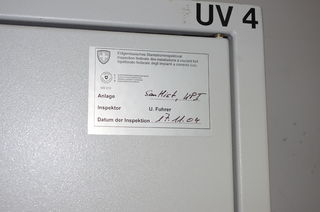 UV 4
Eidgenössisches Starkstrominspektorat
Inspection fédérale des installations à courant fort
Ispettorato federale degli impianti a corrente forte
Anlage
Inspektor U. Fuhrer
Datum der Inspektion 17.11.04